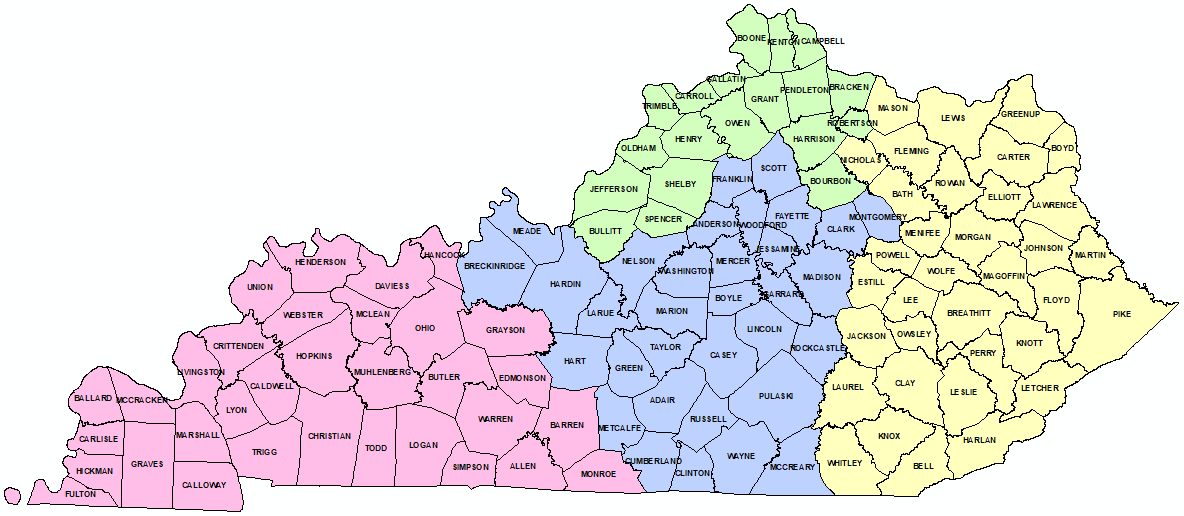 BOONE
KENTON
CAMPBELL
GALLATIN
CARROLL
TRIMBLE
GRANT
PENDLETON
BRACKEN
OWEN
ROBERTSON
HARRISON
HENRY
OLDHAM
MASON
LEWIS
GREENUP
FLEMING
CARTER
BOYD
NICHOLAS
JEFFERSON
SHELBY
FRANKLIN
SCOTT
BOURBON
BATH
ROWAN
ELLIOTT
LAWRENCE
SPENCER
BULLITT
ANDERSON
WOODFORD
FAYETTE
CLARK
MONTGOMERY
MENIFEE
MORGAN
JOHNSON
MARTIN
MEADE
BRECKINRIDGE
HANCOCK
HENDERSON
UNION
DAVIESS
NELSON
WASHINGTON
MERCER
JESSAMINE
MADISON
POWELL
ESTILL
WOLFE
MAGOFFIN
HARDIN
LARUE
MARION
BOYLE
GARRARD
LEE
FLOYD
PIKE
BREATHITT
WEBSTER
MCLEAN
OHIO
GRAYSON
LINCOLN
ROCKCASTLE
JACKSON
OWSLEY
KNOTT
PERRY
CRITTENDEN
HOPKINS
MUHLENBERG
BUTLER
EDMONSON
HART
GREEN
TAYLOR
CASEY
LIVINGSTON
CALDWELL
LAUREL
CLAY
LESLIE
LETCHER
BALLARD
MCCRACKEN
LYON
ADAIR
PULASKI
RUSSELL
WARREN
BARREN
METCALFE
CARLISLE
MARSHALL
CHRISTIAN
TODD
LOGAN
TRIGG
KNOX
HARLAN
HICKMAN
GRAVES
SIMPSON
ALLEN
MONROE
CUMBERLAND
CLINTON
WAYNE
MCCREARY
WHITLEY
BELL
FULTON
CALLOWAY